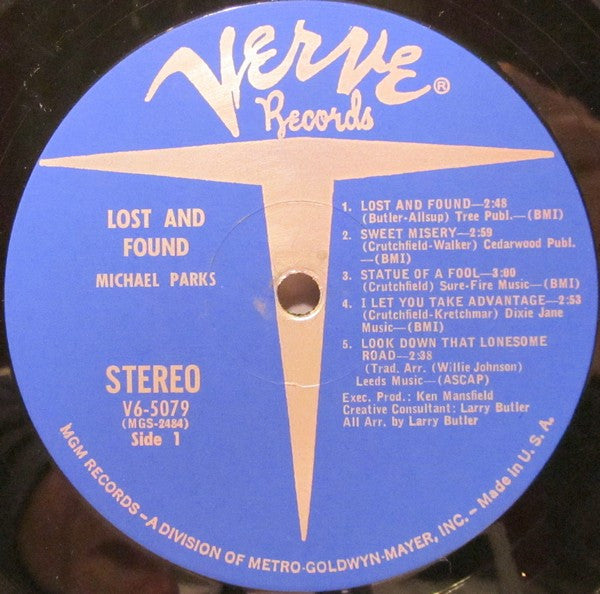 VERVE ®
Records
LOST AND
FOUND
MICHAEL PARKS
STEREO
V6-5079
(MGS-2484)
Side 1
1. LOST AND FOUND—2:48
(Butler-Allsup) Tree Publ.—(BMI)
2. SWEET MISERY—2:59
(Crutchfield-Walker) Cedarwood Publ.
—(BMI)
3. STATUE OF A FOOL—3:00
(Crutchfield) Sure-Fire Music—(BMI)
4. I LET YOU TAKE ADVANTAGE—2:53
(Crutchfield-Kretchmar) Dixie Jane
Music—(BMI)
5. LOOK DOWN THAT LONESOME
ROAD—2:38
(Trad. Arr. (Willie Johnson)
Leeds Music—(ASCAP)
Exec. Prod.: Ken Mansfield
Creative Consultant: Larry Butler
All Arr. by Larry Butler
MGM RECORDS – A DIVISION OF METRO-GOLDWYN-MAYER, INC. – Made in U. S. A.